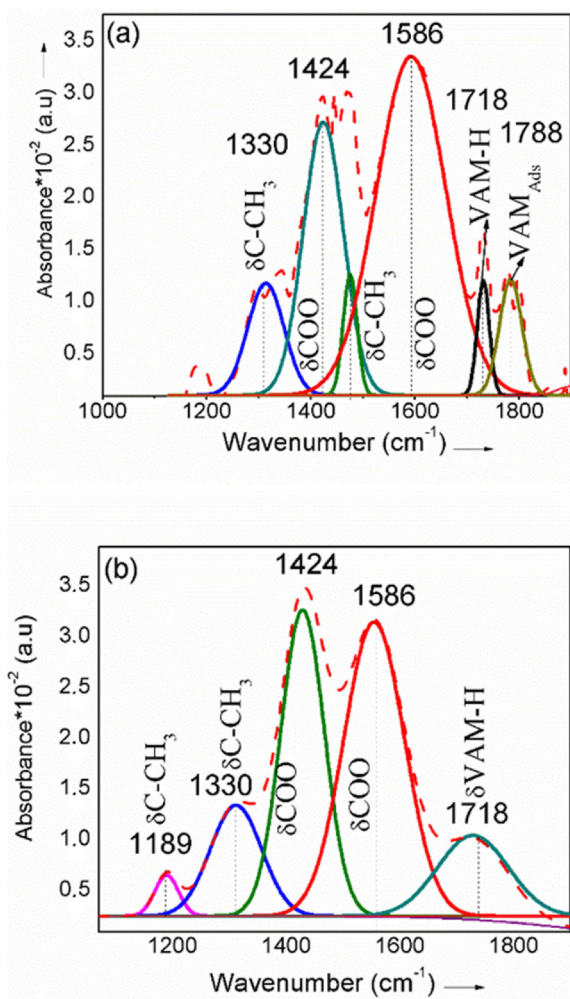 (a)
1586
3.5
3.0
2.5
2.0
1.5
1.0
0.5
Absorbance*10⁻² (a.u)
1424
1718
1330
1788
δC-CH₃
δCOO
δC-CH₃
δCOO
VAM-H
VAM_Ads
1000 1200 1400 1600 1800
Wavenumber (cm⁻¹)
(b)
1424
3.5
1586
3.0
2.5
2.0
1.5
1.0
0.5
Absorbance*10⁻² (a.u)
δC-CH₃
1189
δC-CH₃
1330
δCOO
δCOO
δVAM-H
1718
1200 1400 1600 1800
Wavenumber (cm⁻¹)